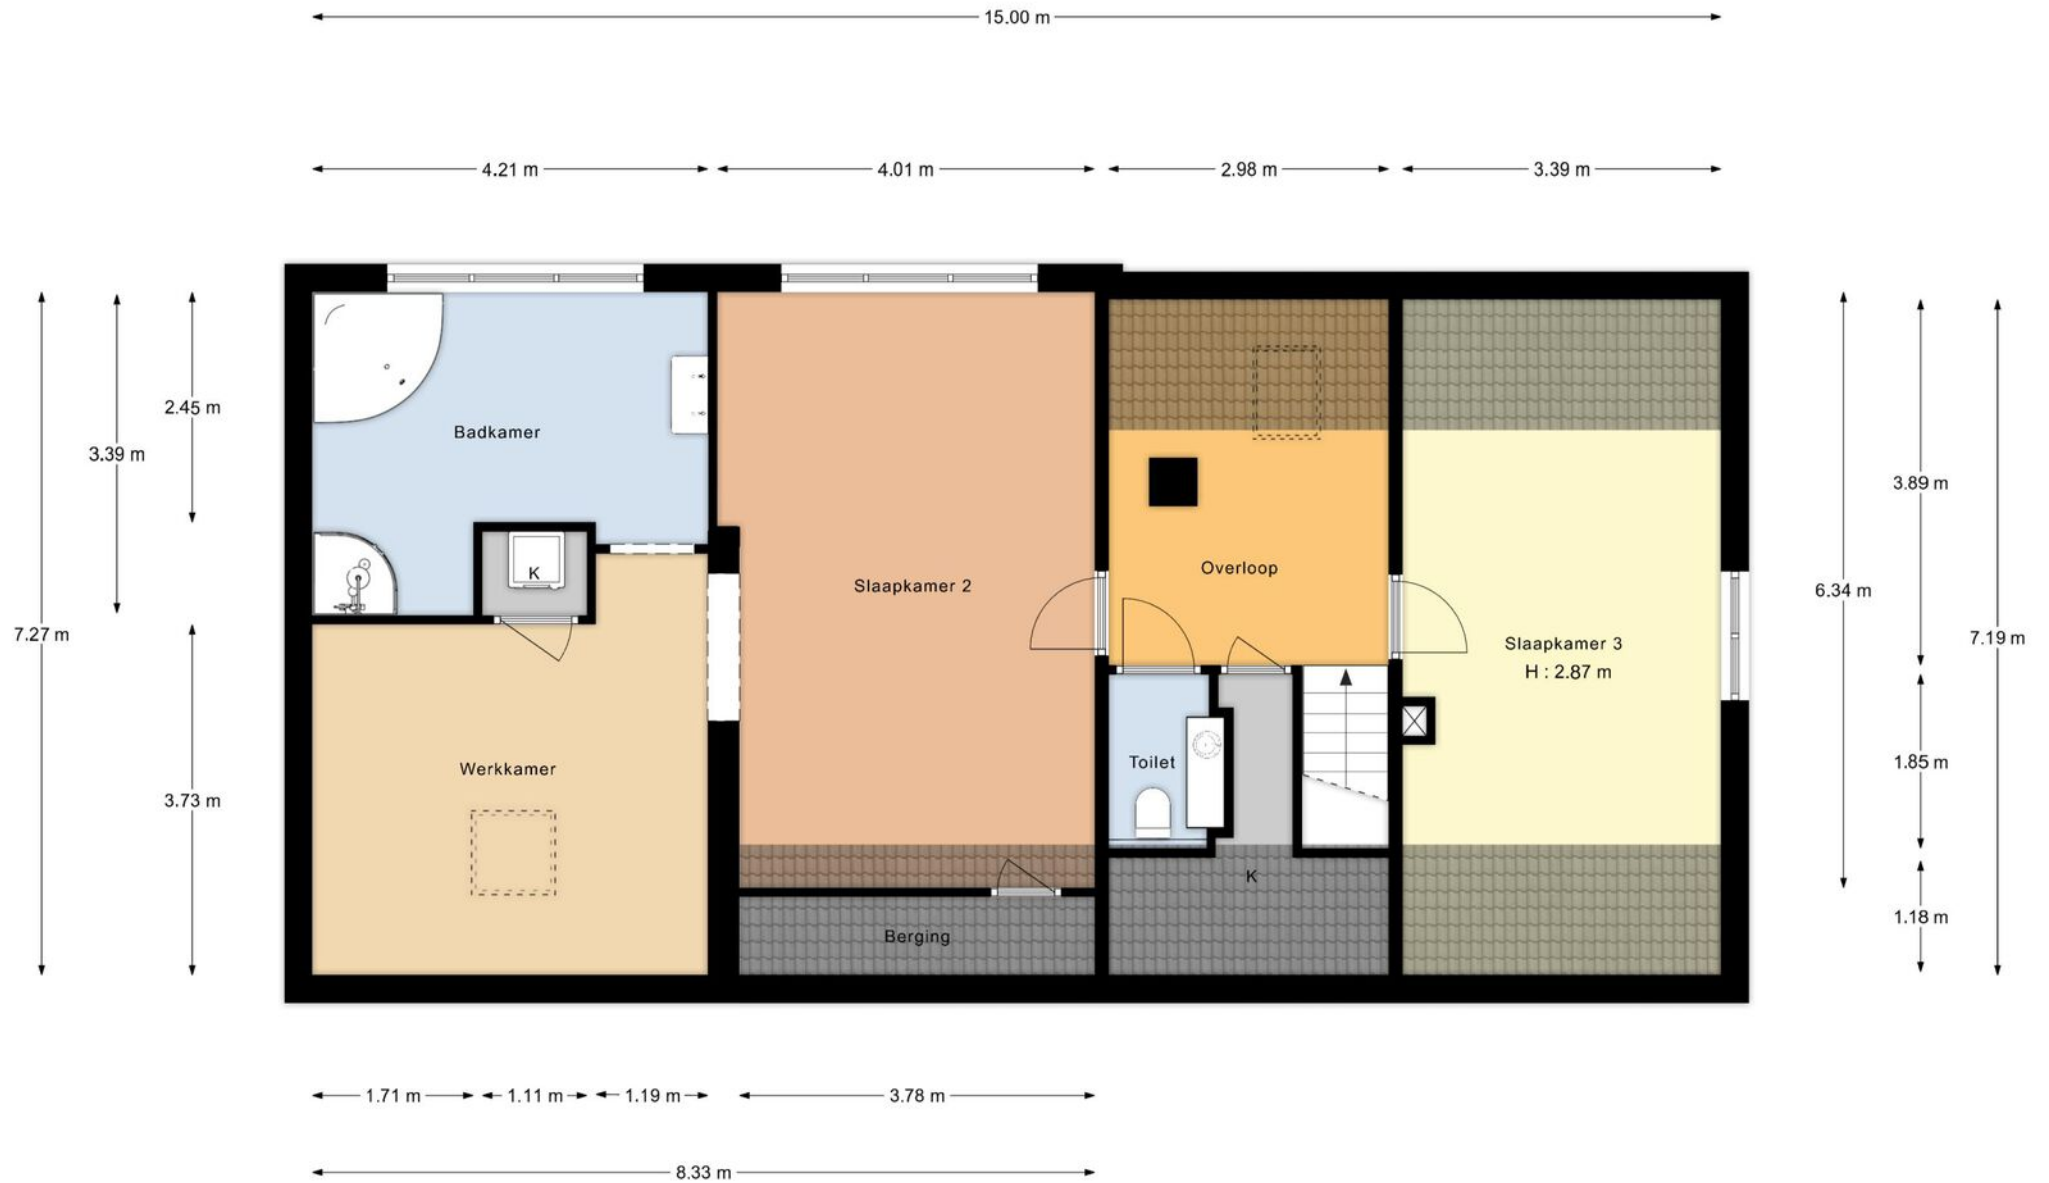 15.00 m
4.21 m
4.01 m
2.98 m
3.39 m
7.27 m
3.39 m
2.45 m
3.73 m
Badkamer
K
Werkkamer
Slaapkamer 2
Berging
Overloop
Toilet
K
Slaapkamer 3
H : 2.87 m
6.34 m
3.89 m
1.85 m
1.18 m
7.19 m
1.71 m
1.11 m
1.19 m
3.78 m
8.33 m